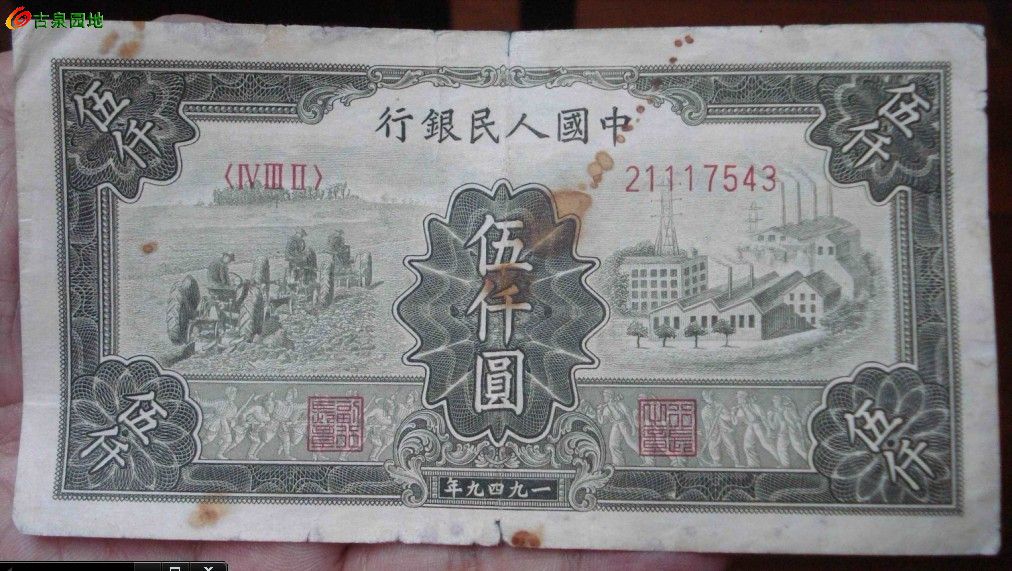 古泉园地
伍仟
伍仟
行銀民人國中
〈IV III II〉
21117543
伍仟圓
伍仟
伍仟
年九四九一